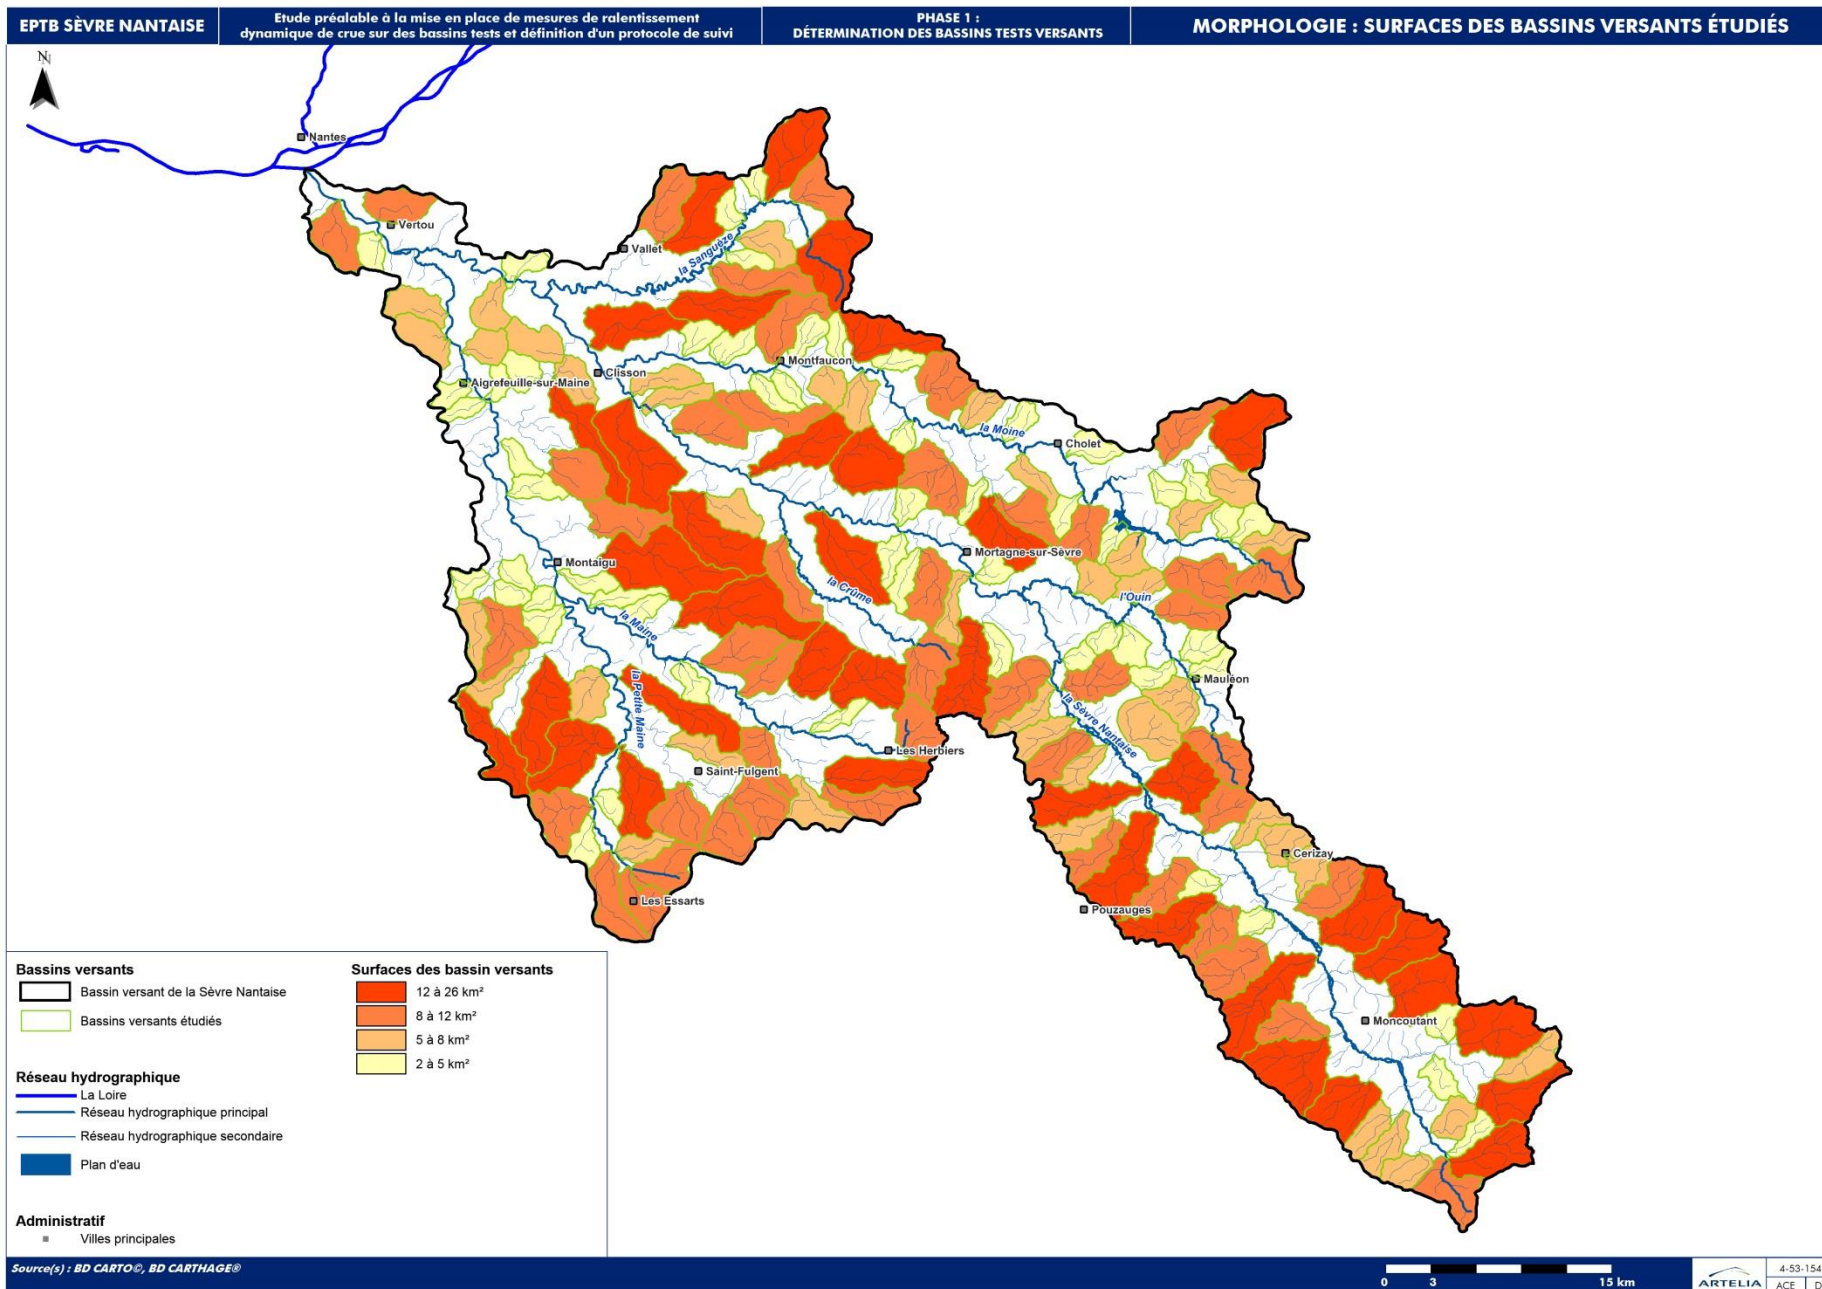 EPTB SÈVRE NANTAISE
Etude préalable à la mise en place de mesures de ralentissement
dynamique de crue sur des bassins tests et définition d'un protocole de suivi
PHASE 1 :
DÉTERMINATION DES BASSINS TESTS VERSANTS
MORPHOLOGIE : SURFACES DES BASSINS VERSANTS ÉTUDIÉS
N
Nantes
Vertou
Vallet
la Sanguèze
Montfaucon
Clisson
Aigrefeuille-sur-Maine
la Moine
Cholet
Mortagne-sur-Sèvre
Montaigu
la Crûme
l'Ouin
la Maine
la Petite Maine
Mauléon
la Sèvre Nantaise
Les Herbiers
Saint-Fulgent
Cerizay
Les Essarts
Pouzauges
Moncoutant
Bassins versants
Bassin versant de la Sèvre Nantaise
Bassins versants étudiés
Surfaces des bassin versants
12 à 26 km²
8 à 12 km²
5 à 8 km²
2 à 5 km²
Réseau hydrographique
La Loire
Réseau hydrographique principal
Réseau hydrographique secondaire
Plan d'eau
Administratif
Villes principales
Source(s) : BD CARTO©, BD CARTHAGE®
0 3 15 km
ARTELIA
4-53-154
ACE D